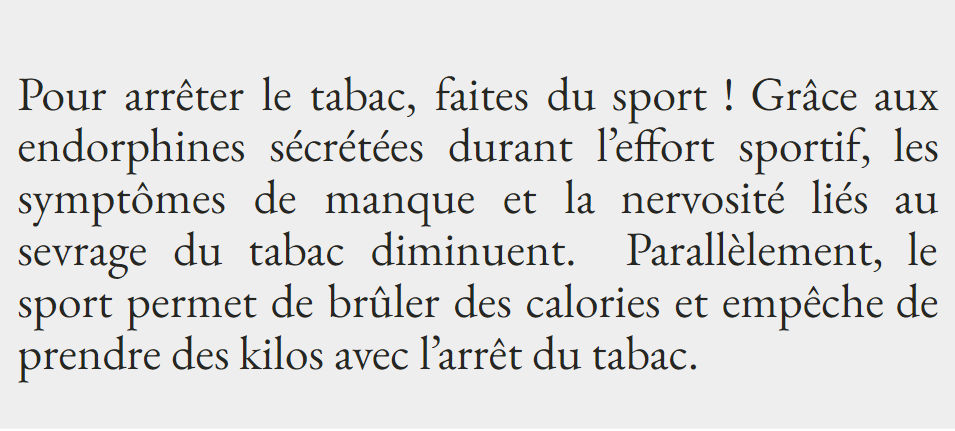 Pour arrêter le tabac, faites du sport ! Grâce aux
endorphines sécrétées durant l’effort sportif, les
symptômes de manque et la nervosité liés au
sevrage du tabac diminuent.  Parallèlement, le
sport permet de brûler des calories et empêche de
prendre des kilos avec l’arrêt du tabac.